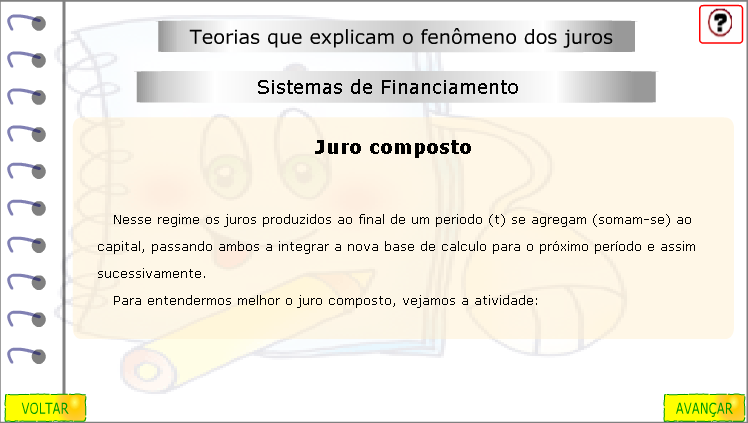 Teorias que explicam o fenômeno dos juros
?
Sistemas de Financiamento
Juro composto
Nesse regime os juros produzidos ao final de um periodo (t) se agregam (somam-se) ao
capital, passando ambos a integrar a nova base de calculo para o próximo período e assim
sucessivamente.
Para entendermos melhor o juro composto, vejamos a atividade:
VOLTAR
AVANÇAR